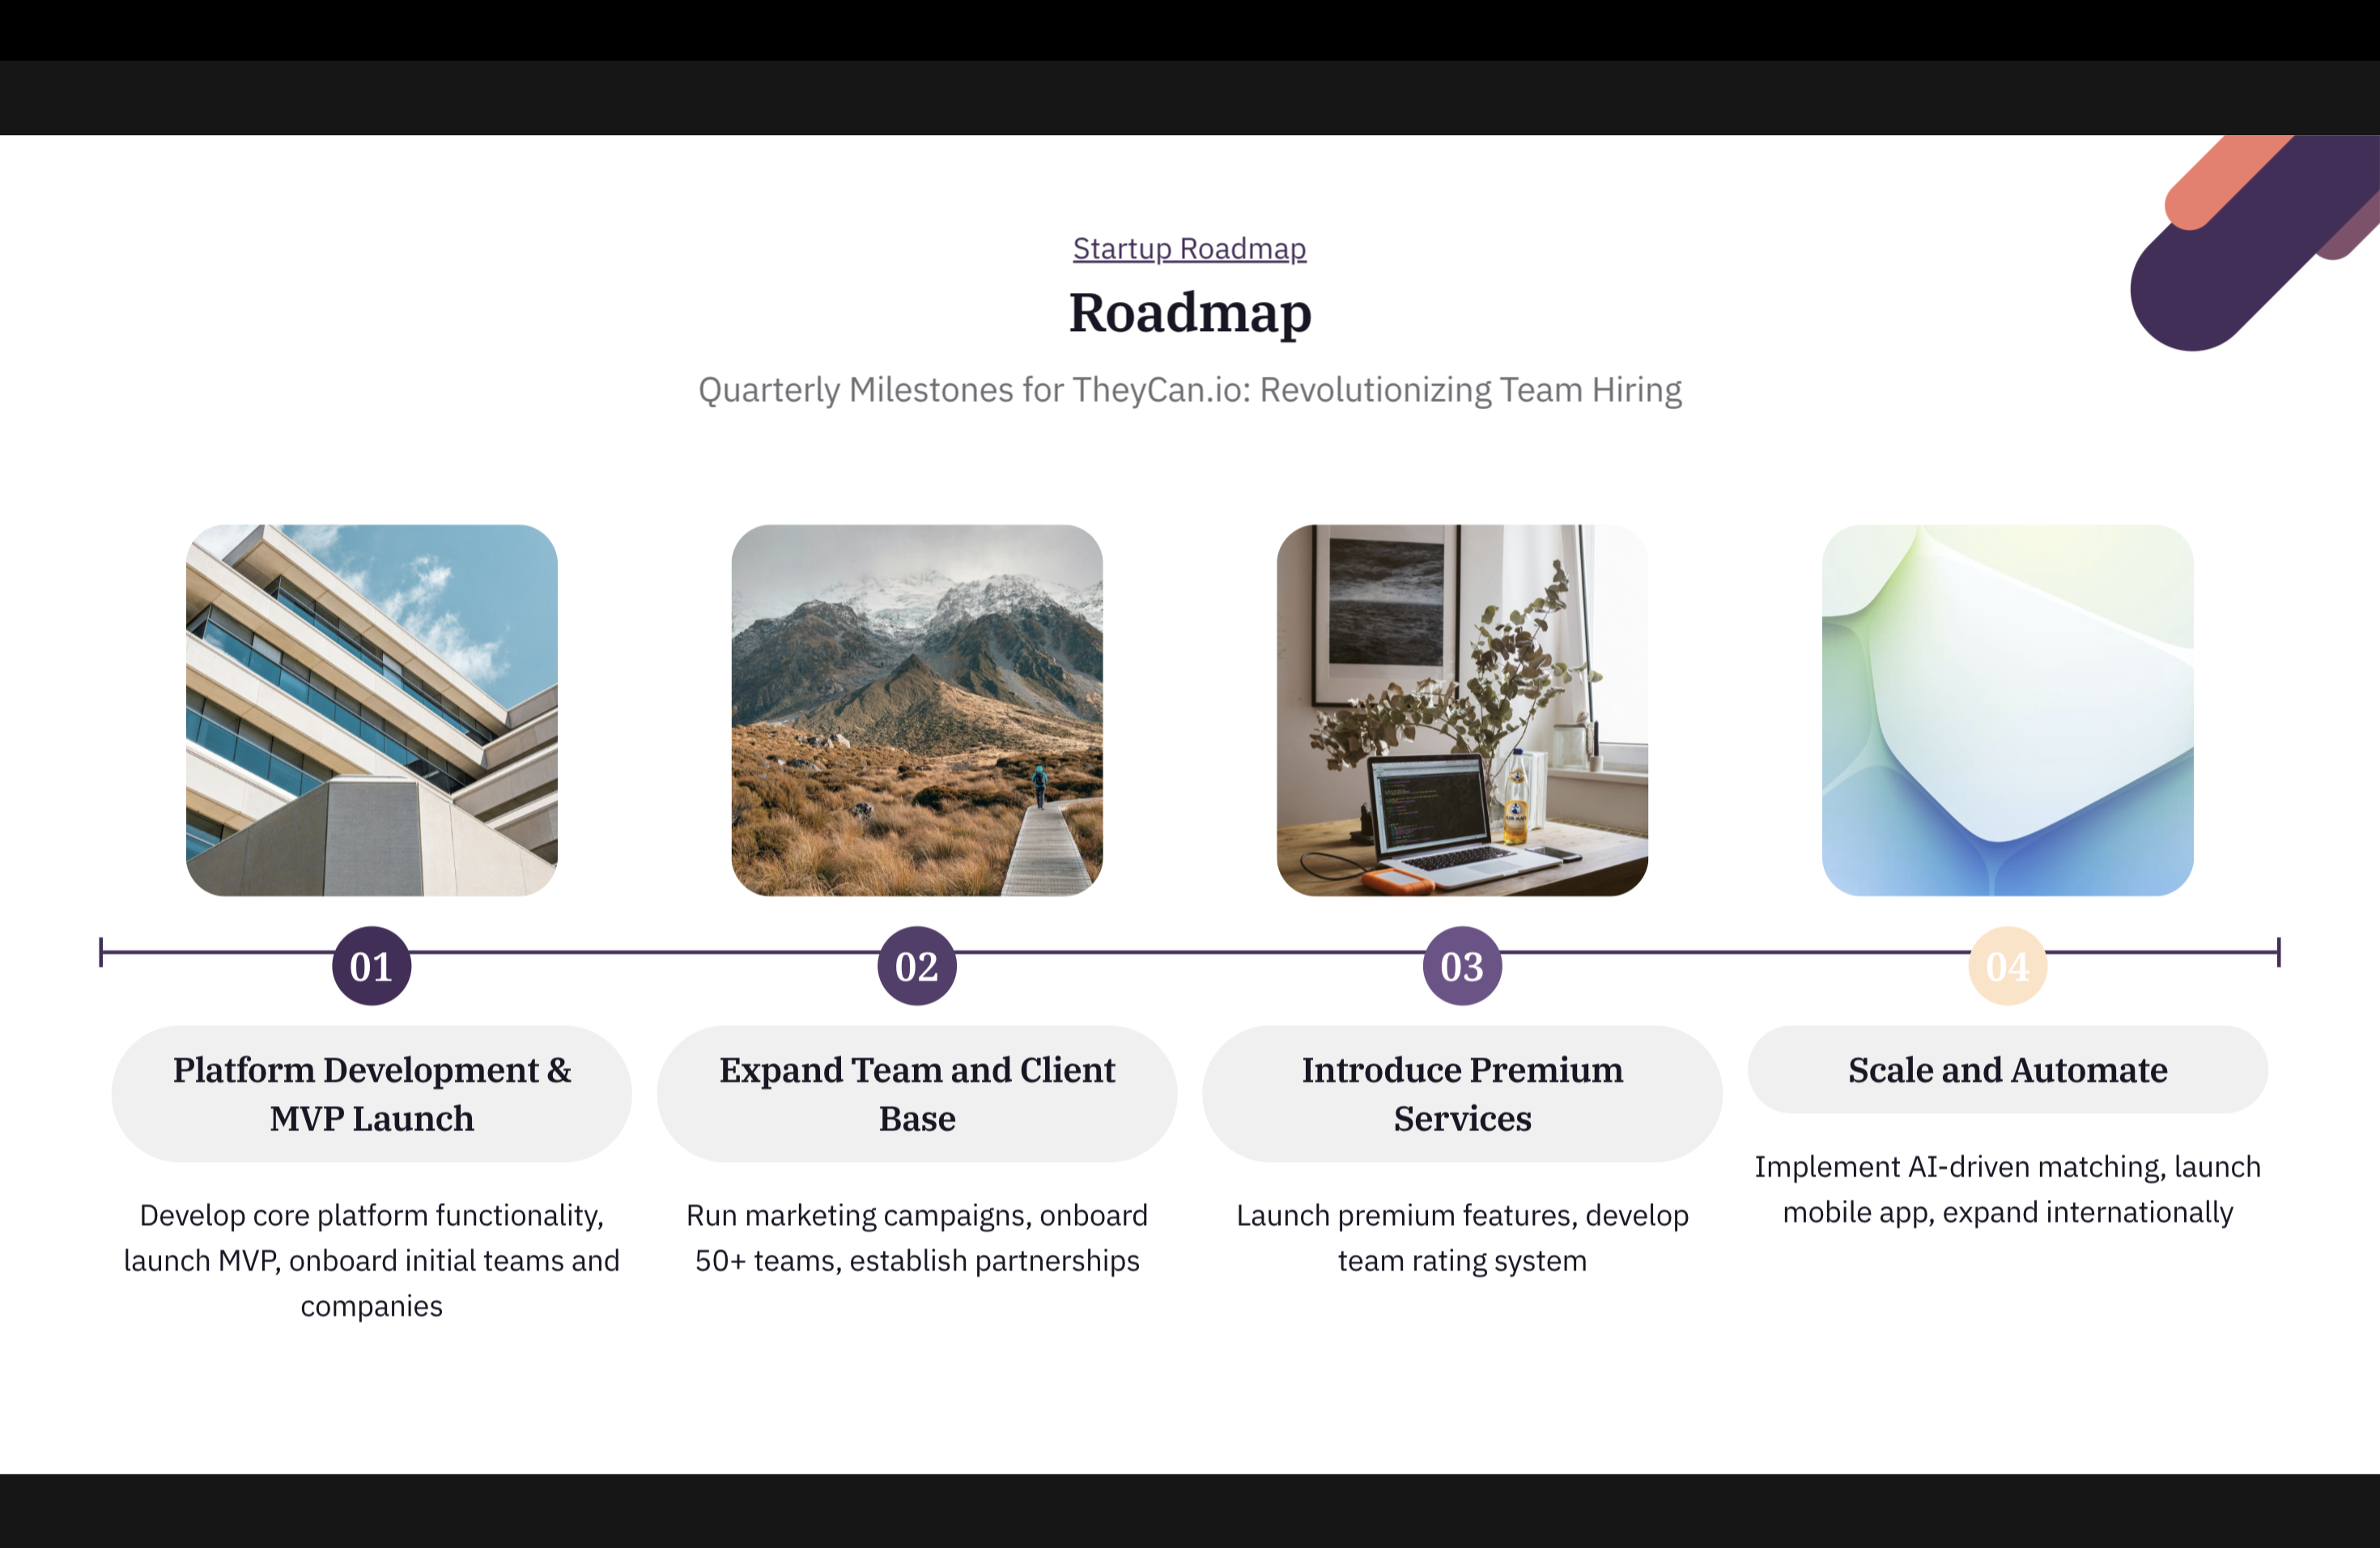 Startup Roadmap
Roadmap
Quarterly Milestones for TheyCan.io: Revolutionizing Team Hiring
01
02
03
04
Platform Development &
MVP Launch
Expand Team and Client
Base
Introduce Premium
Services
Scale and Automate
Develop core platform functionality,
launch MVP, onboard initial teams and
companies
Run marketing campaigns, onboard
50+ teams, establish partnerships
Launch premium features, develop
team rating system
Implement AI-driven matching, launch
mobile app, expand internationally